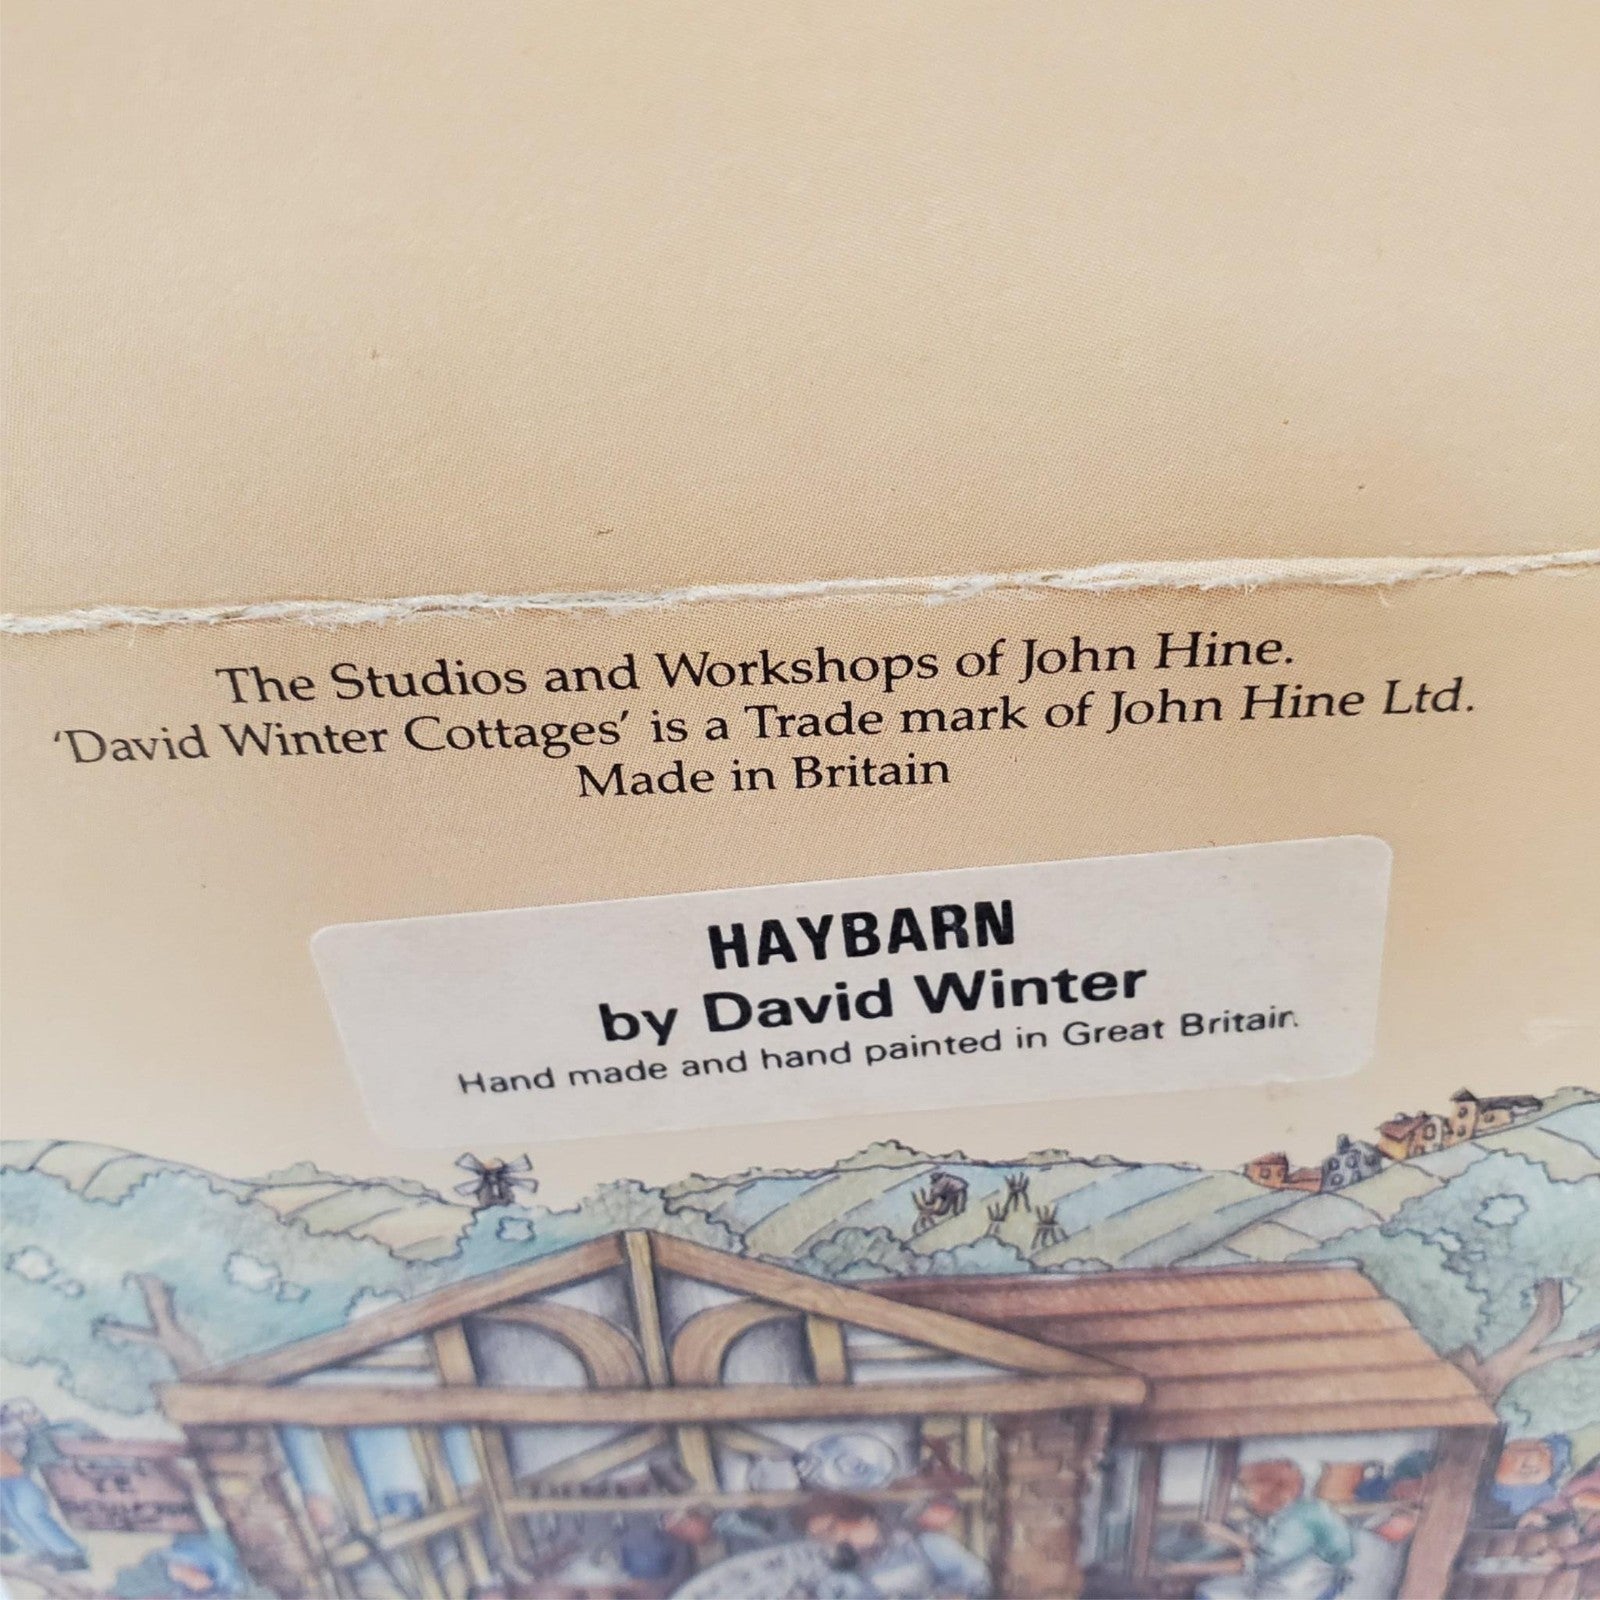 The Studios and Workshops of John Hine.
'David Winter Cottages' is a Trade mark of John Hine Ltd.
Made in Britain
HAYBARN
by David Winter
Hand made and hand painted in Great Britain.